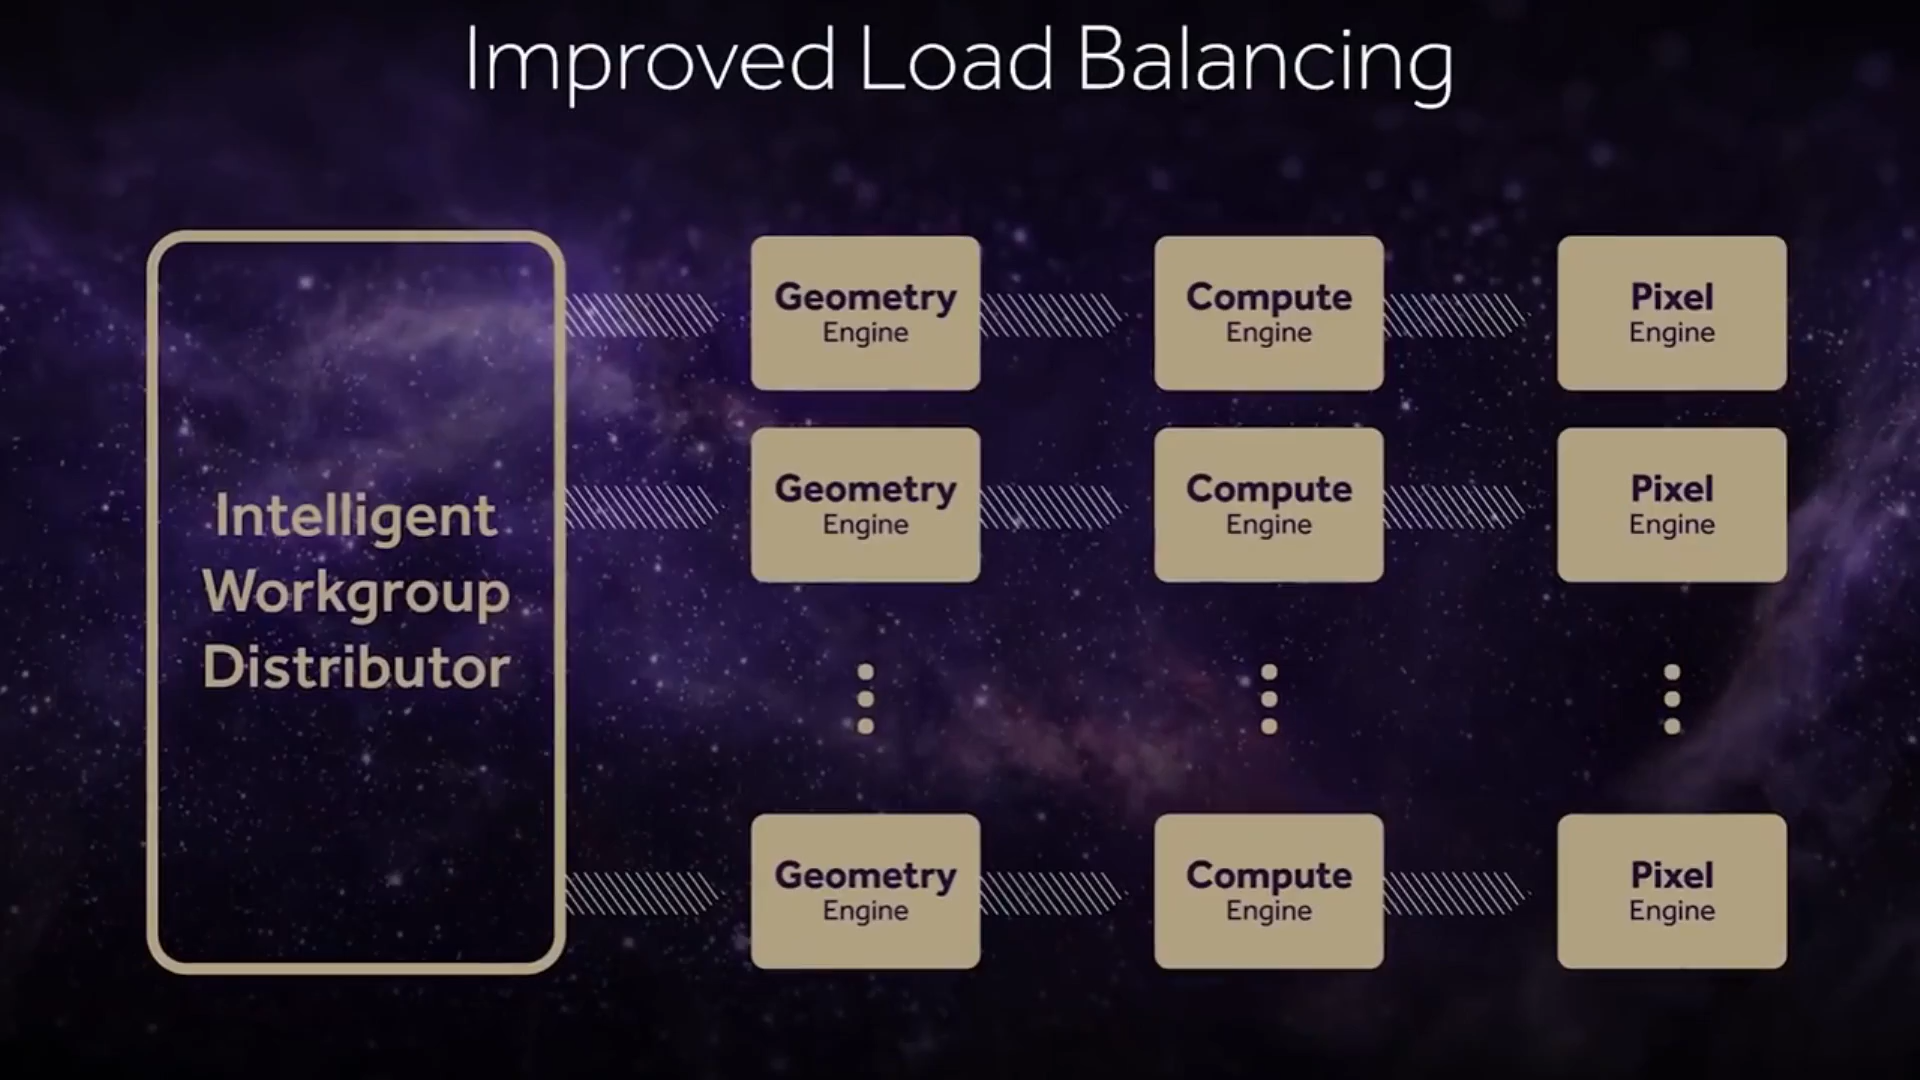 Improved Load Balancing
Intelligent
Workgroup
Distributor
Geometry
Engine
Compute
Engine
Pixel
Engine
Geometry
Engine
Compute
Engine
Pixel
Engine
Geometry
Engine
Compute
Engine
Pixel
Engine